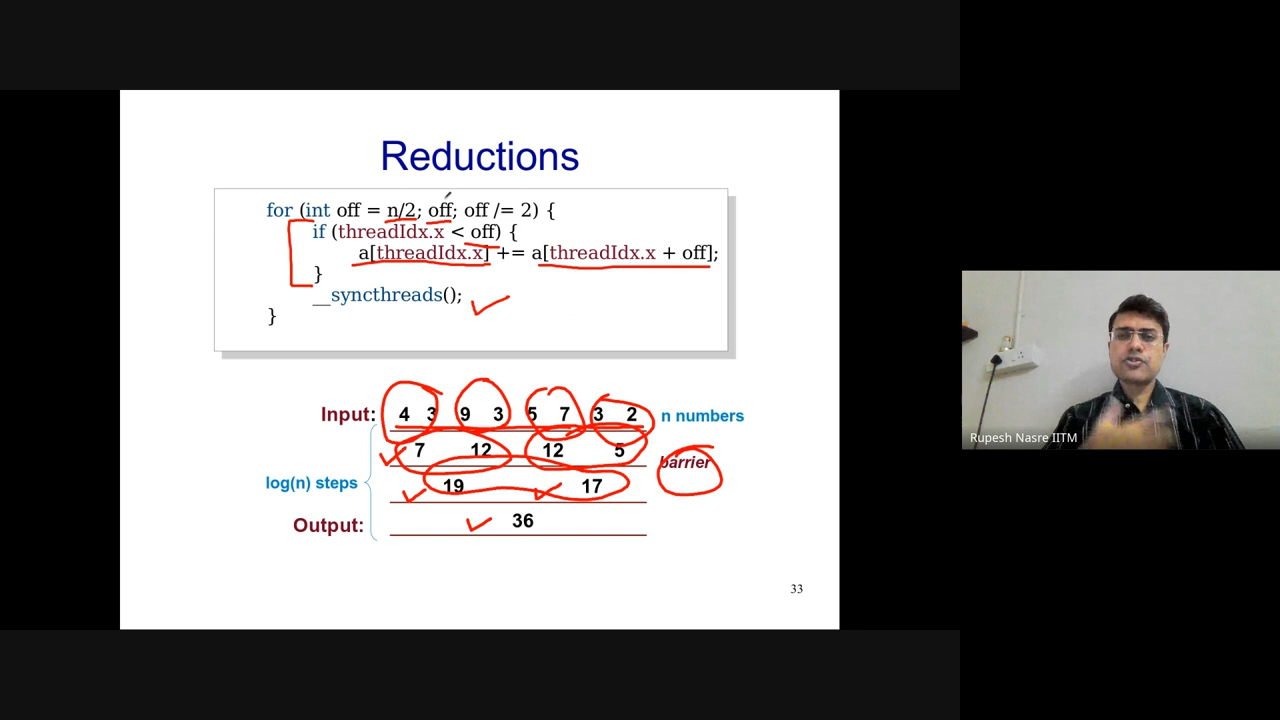 Reductions
for (int off = n/2; off; off /= 2) {
if (threadIdx.x < off) {
a[threadIdx.x] += a[threadIdx.x + off];
}
__syncthreads();
}
Input: 4 3 9 3 5 7 3 2 n numbers
7 12 12 5 barrier
log(n) steps 19 17
Output: 36
33
Rupesh Nasre IITM